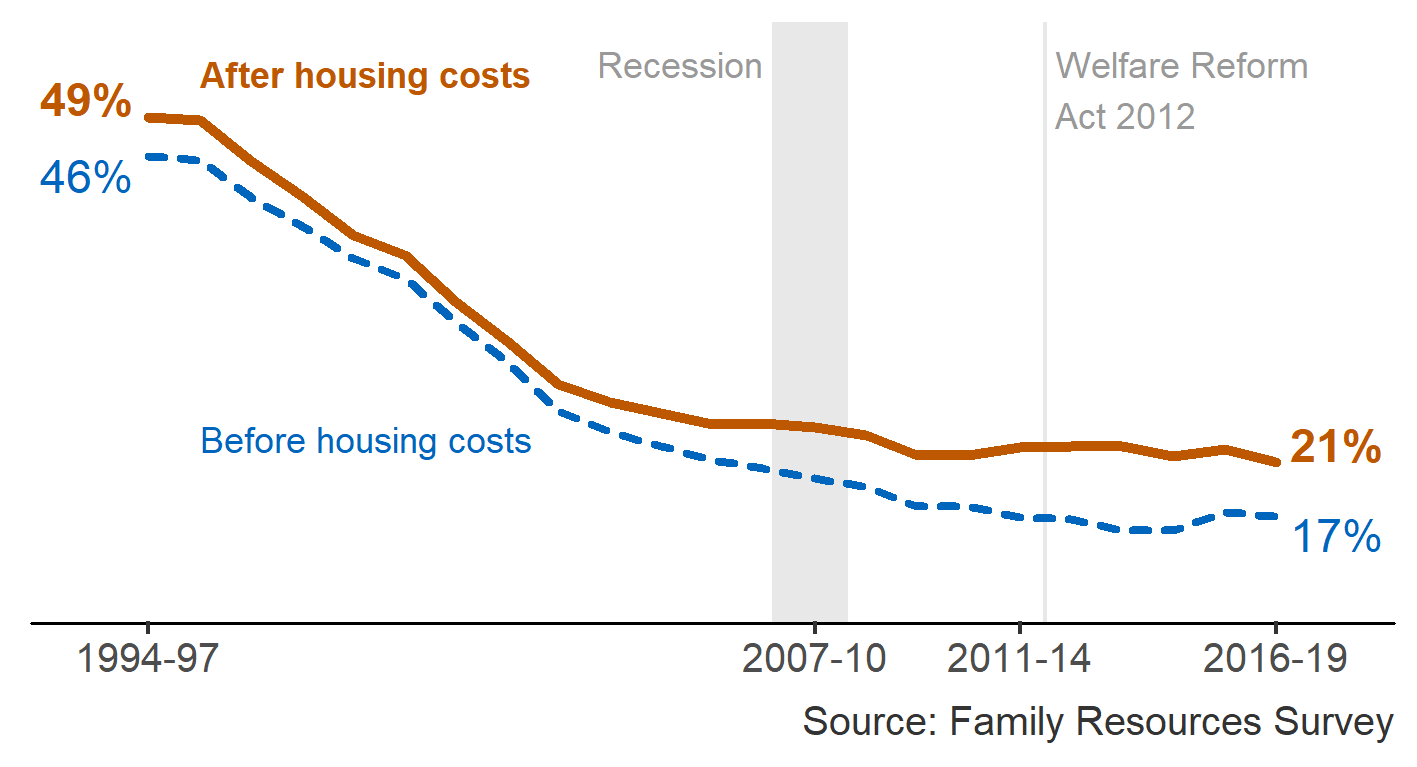 After housing costs
Recession
Welfare Reform
Act 2012
49%
46%
Before housing costs
21%
17%
1994-97
2007-10
2011-14
2016-19
Source: Family Resources Survey